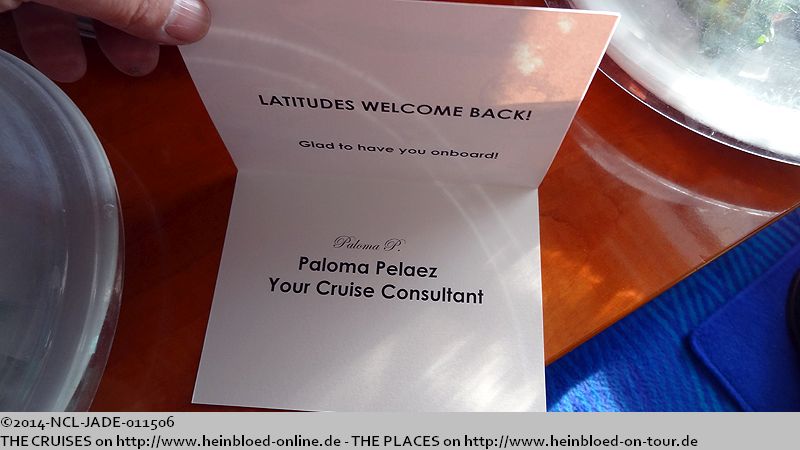 LATITUDES WELCOME BACK!
Glad to have you onboard!
Paloma P.
Paloma Pelaez
Your Cruise Consultant
©2014-NCL-JADE-011506
THE CRUISES on http://www.heinbloed-online.de - THE PLACES on http://www.heinbloed-on-tour.de